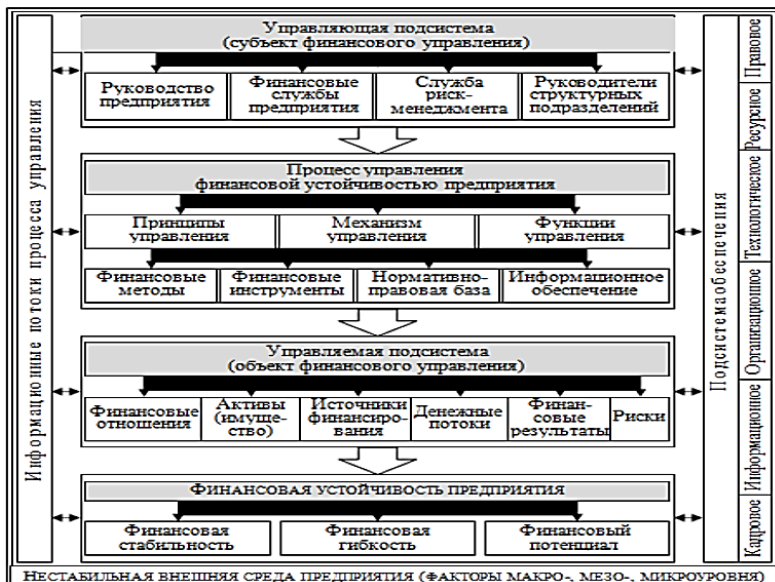 Информационные потоки процесса управления
Управляющая подсистема
(субъект финансового управления)
Руководство
предприятия
Финансовые
службы
предприятия
Служба
риск-
менеджмента
Руководители
структурных
подразделений
Процесс управления
финансовой устойчивостью предприятия
Принципы
управления
Механизм
управления
Функции
управления
Финансовые
методы
Финансовые
инструменты
Нормативно-
правовая база
Информационное
обеспечение
Управляемая подсистема
(объект финансового управления)
Финансовые
отношения
Активы
(имуще-
ство)
Источники
финансиро-
вания
Денежные
потоки
Финан-
совые
результаты
Риски
ФИНАНСОВАЯ УСТОЙЧИВОСТЬ ПРЕДПРИЯТИЯ
Финансовая
стабильность
Финансовая
гибкость
Финансовый
потенциал
Подсистемаобеспечения
Правовое
Ресурсное
Технологическое
Организационное
Информационное
Кадровое
НЕСТАБИЛЬНАЯ ВНЕШНЯЯ СРЕДА ПРЕДПРИЯТИЯ (ФАКТОРЫ МАКРО-, МЕЗО-, МИКРОУРОВНЯ)